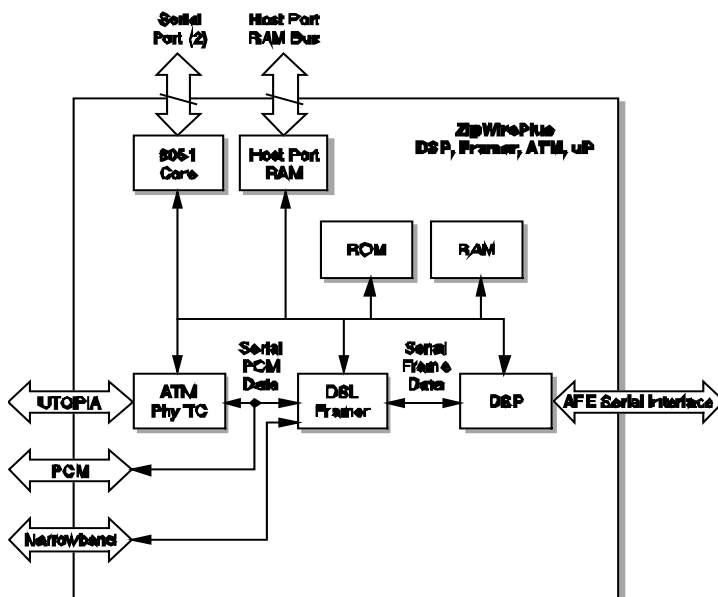 Serial
Port (2)
Host Port
RAM Bus
ZipWirePlus
DSP, Framer, ATM, uP
8051
Core
Host Port
RAM
ROM
RAM
Serial
PCM
Data
Serial
Frame
Data
UTOPIA
ATM
Phy TC
DSL
Framer
DSP
AFE Serial Interface
PCM
Narrowband